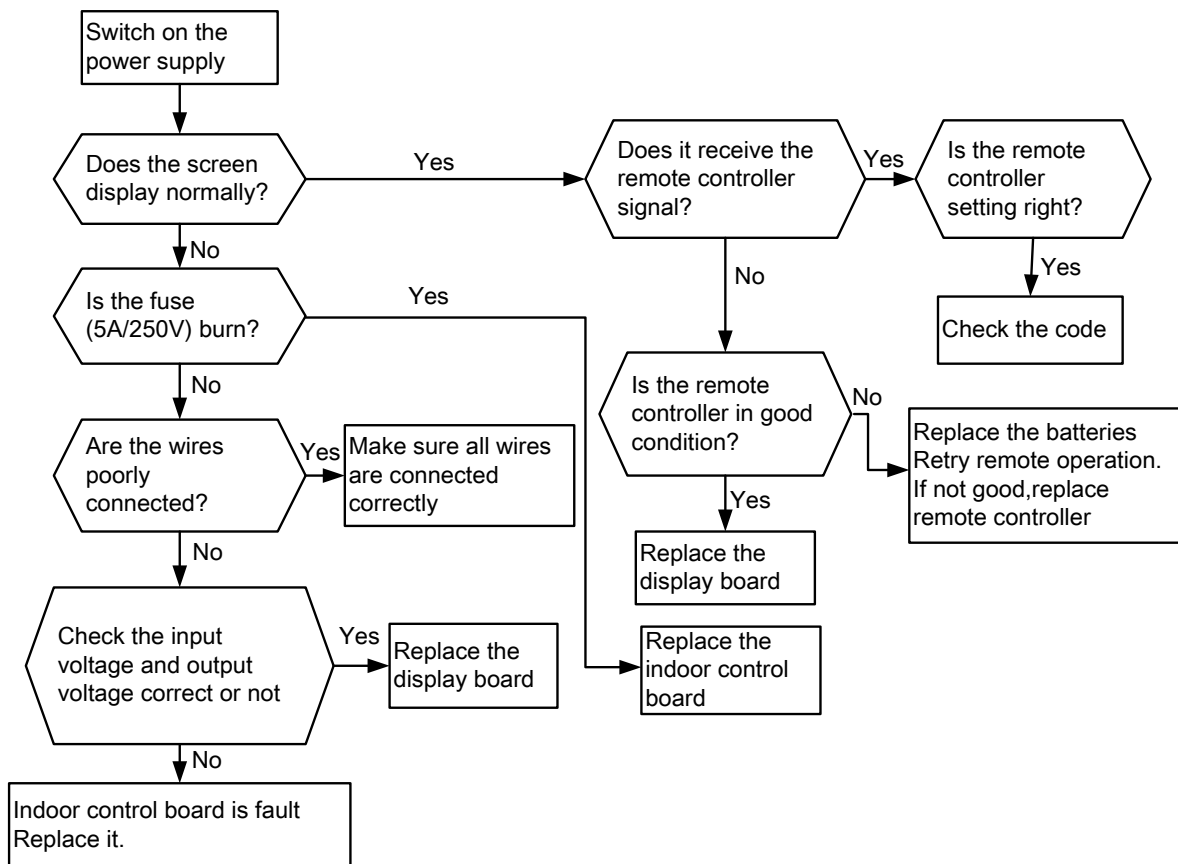 Switch on the
power supply
Does the screen
display normally?
Yes
Does it receive the
remote controller
signal?
Yes
Is the remote
controller
setting right?
No
No
Yes
Is the fuse
(5A/250V) burn?
Yes
Check the code
No
Is the remote
controller in good
condition?
No
Replace the batteries
Retry remote operation.
If not good,replace
remote controller
Are the wires
poorly
connected?
Yes
Make sure all wires
are connected
correctly
Yes
Replace the
display board
No
Check the input
voltage and output
voltage correct or not
Yes
Replace the
display board
Replace the
indoor control
board
No
Indoor control board is fault
Replace it.